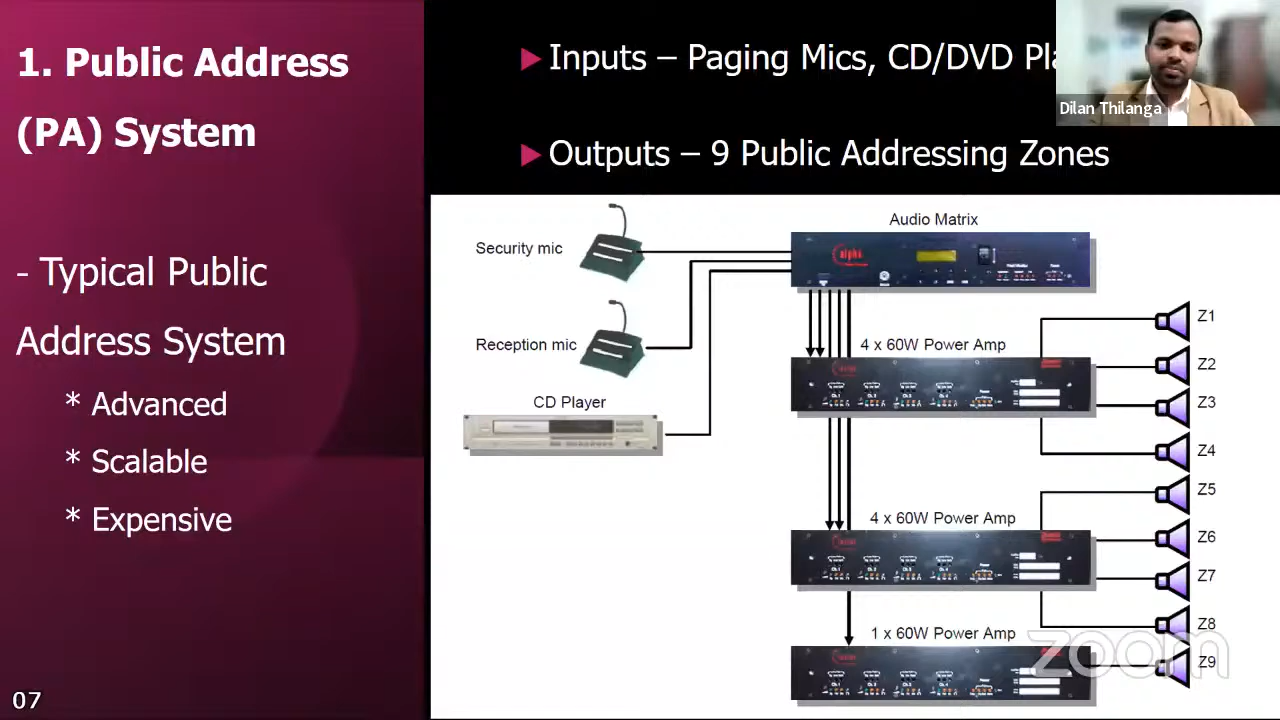 1. Public Address
(PA) System
- Typical Public
Address System
* Advanced
* Scalable
* Expensive
07
Inputs – Paging Mics, CD/DVD
Outputs – 9 Public Addressing Zones
Dilan Thilanga
Audio Matrix
Security mic
alpha
Reception mic
CD Player
4 x 60W Power Amp
Z1
Z2
Z3
Z4
4 x 60W Power Amp
Z5
Z6
Z7
Z8
1 x 60W Power Amp
Z9
zoom